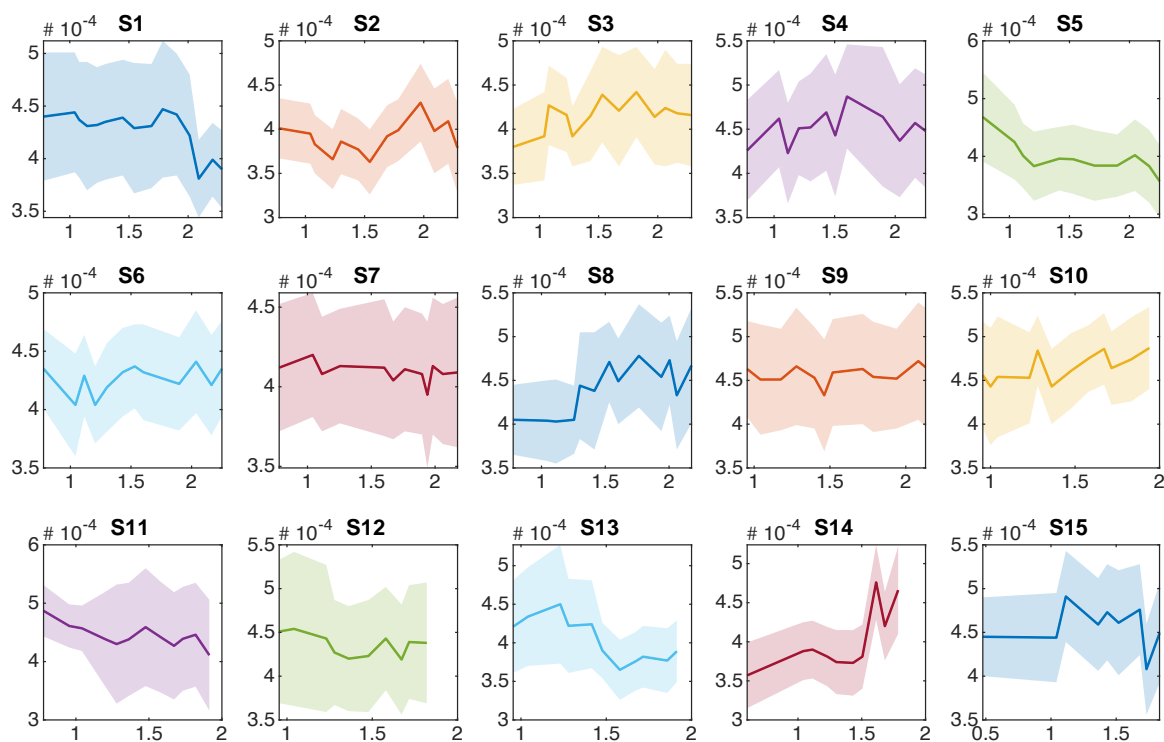 S1 S2 S3 S4 S5
# 10^-4 # 10^-4 # 10^-4 # 10^-4 # 10^-4
5 5 5 5.5 6
4.5 4.5 4.5 5 5
4 4 4 4.5 4
3.5 3.5 3.5 4 3
3 3 3.5
1 1.5 2 1 1.5 2 1 1.5 2 1 1.5 2 1 1.5 2
S6 S7 S8 S9 S10
# 10^-4 # 10^-4 # 10^-4 # 10^-4 # 10^-4
5 4.5 5.5 5.5 5.5
4.5 4 5 5 5
4 3.5 4.5 4.5 4.5
3.5 4 4 4
3.5 3.5 3.5
1 1.5 2 1 1.5 2 1 1.5 2 1 1.5 2 1 1.5 2
S11 S12 S13 S14 S15
# 10^-4 # 10^-4 # 10^-4 # 10^-4 # 10^-4
6 5.5 5 5 5.5
5 5 4.5 4.5 5
4 4.5 4 4 4.5
3 4 3.5 3.5 4
3.5 3 3 3.5
1 1.5 2 1 1.5 2 1 1.5 2 1 1.5 2 0.5 1 1.5